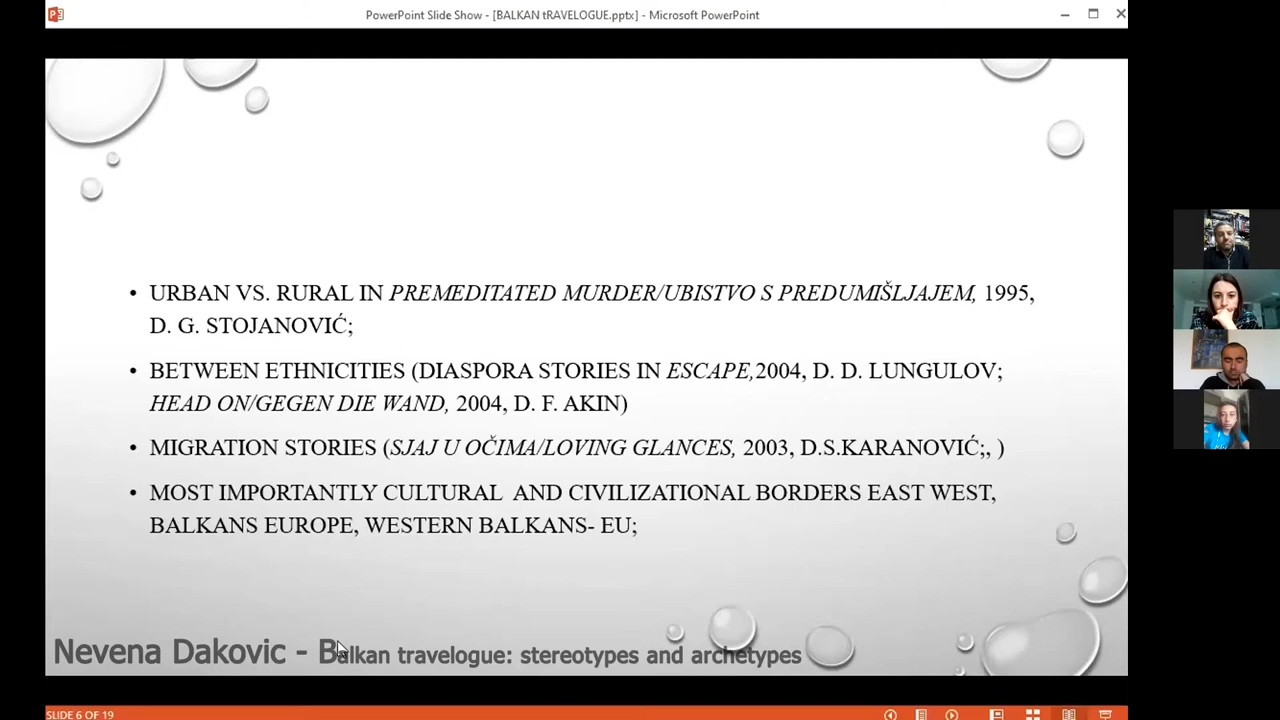 PowerPoint Slide Show - [BALKAN tRAVELOGUE.pptx] - Microsoft PowerPoint
• URBAN VS. RURAL IN PREMEDITATED MURDER/UBISTVO S PREDUMIŠLJAJEM, 1995,
D. G. STOJANOVIĆ;
• BETWEEN ETHNICITIES (DIASPORA STORIES IN ESCAPE,2004, D. D. LUNGULOV;
HEAD ON/GEGEN DIE WAND, 2004, D. F. AKIN)
• MIGRATION STORIES (SJAJ U OČIMA/LOVING GLANCES, 2003, D.S.KARANOVIĆ;, )
• MOST IMPORTANTLY CULTURAL AND CIVILIZATIONAL BORDERS EAST WEST,
BALKANS EUROPE, WESTERN BALKANS- EU;
Nevena Dakovic - Balkan travelogue: stereotypes and archetypes
SLIDE 6 OF 19